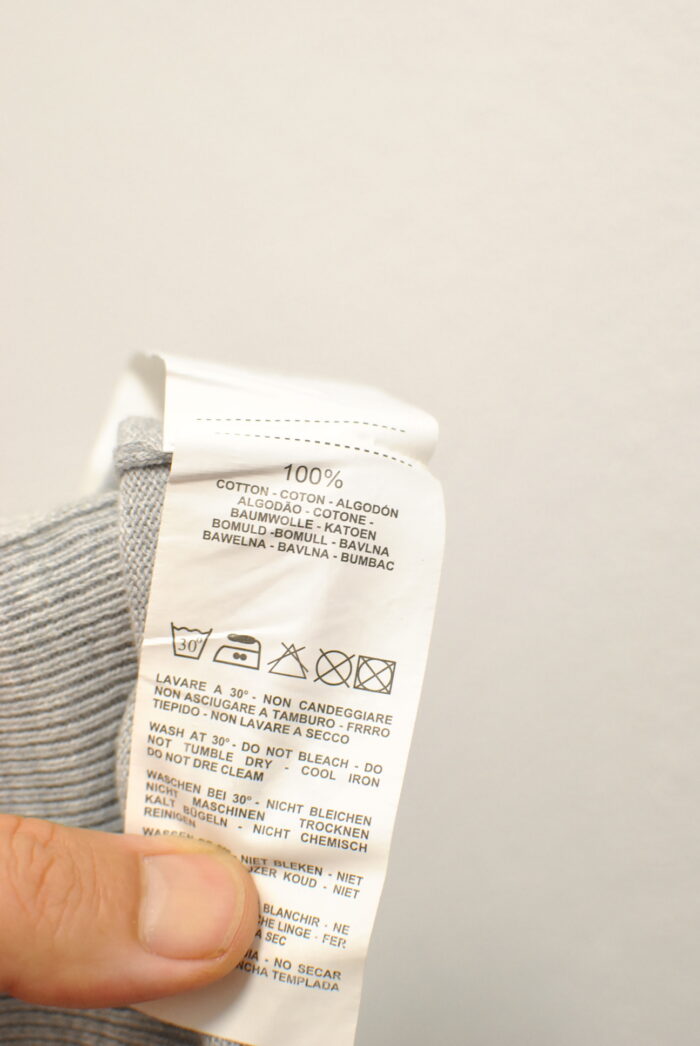 100%
COTTON - COTON - ALGODÓN
ALGODÃO - COTONE -
BAUMWOLLE - KATOEN
BOMULD -BOMULL - BAVLNA
BAWELNA - BAVLNA - BUMBAC
30°
LAVARE A 30° - NON CANDEGGIARE
NON ASCIUGARE A TAMBURO - FRRRO
TIEPIDO - NON LAVARE A SECCO
WASH AT 30° - DO NOT BLEACH - DO
NOT TUMBLE DRY - COOL IRON
DO NOT DRE CLEAM
WASCHEN BEI 30° - NICHT BLEICHEN
NICHT MASCHINEN TROCKNEN
KALT BÜGELN - NICHT CHEMISCH
REINIGEN
WASSEN - NIET BLEKEN - NIET
KOUD - NIET
BLANCHIR - NE
LINGE - FER
A SEC
- NO SECAR
TEMPLADA